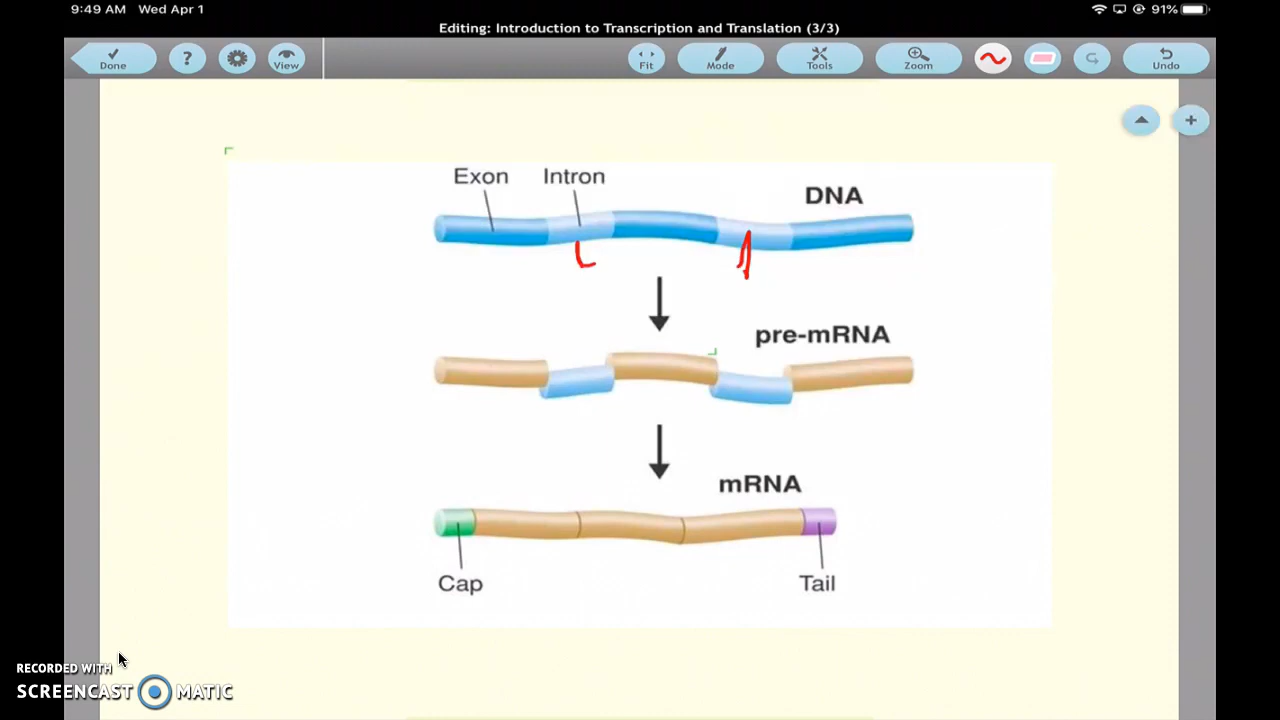 9:49 AM Wed Apr 1
91%
Editing: Introduction to Transcription and Translation (3/3)
Done
?
View
Fit
Mode
Tools
Zoom
Undo
Exon
Intron
DNA
pre-mRNA
mRNA
Cap
Tail
RECORDED WITH
SCREENCAST MATIC